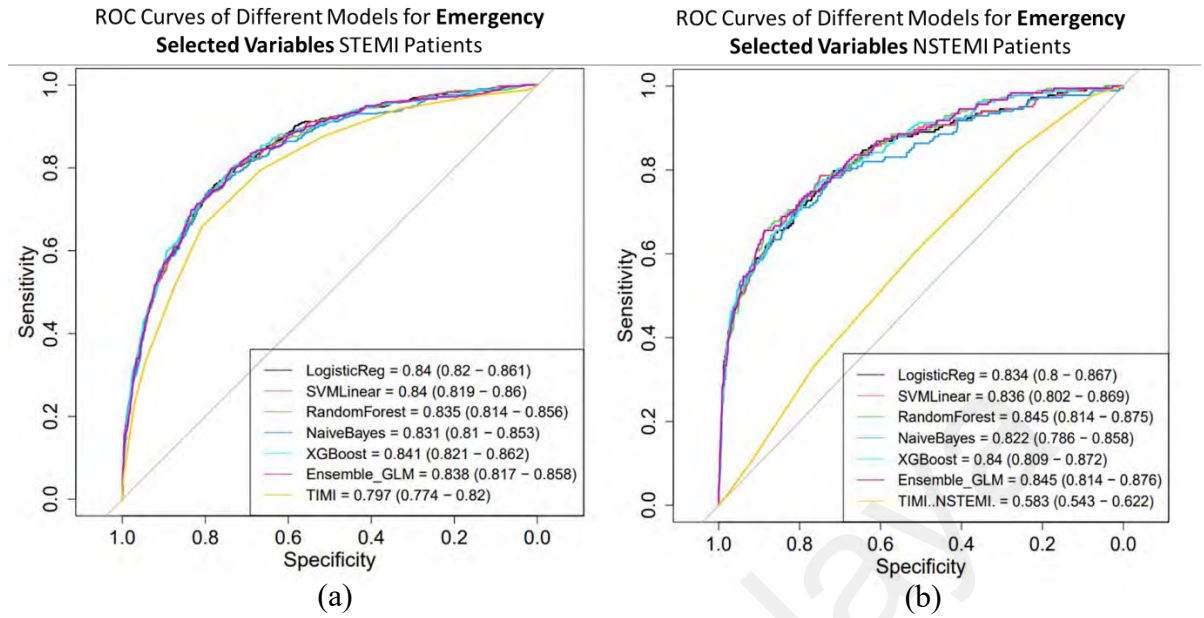 ROC Curves of Different Models for Emergency
Selected Variables STEMI Patients
Sensitivity
0.0 0.2 0.4 0.6 0.8 1.0
LogisticReg = 0.84 (0.82 − 0.861)
SVMLinear = 0.84 (0.819 − 0.86)
RandomForest = 0.835 (0.814 − 0.856)
NaiveBayes = 0.831 (0.81 − 0.853)
XGBoost = 0.841 (0.821 − 0.862)
Ensemble_GLM = 0.838 (0.817 − 0.858)
TIMI = 0.797 (0.774 − 0.82)
1.0 0.8 0.6 0.4 0.2 0.0
Specificity
(a)
ROC Curves of Different Models for Emergency
Selected Variables NSTEMI Patients
Sensitivity
0.0 0.2 0.4 0.6 0.8 1.0
LogisticReg = 0.834 (0.8 − 0.867)
SVMLinear = 0.836 (0.802 − 0.869)
RandomForest = 0.845 (0.814 − 0.875)
NaiveBayes = 0.822 (0.786 − 0.858)
XGBoost = 0.84 (0.809 − 0.872)
Ensemble_GLM = 0.845 (0.814 − 0.876)
TIMI..NSTEMI. = 0.583 (0.543 − 0.622)
1.0 0.8 0.6 0.4 0.2 0.0
Specificity
(b)